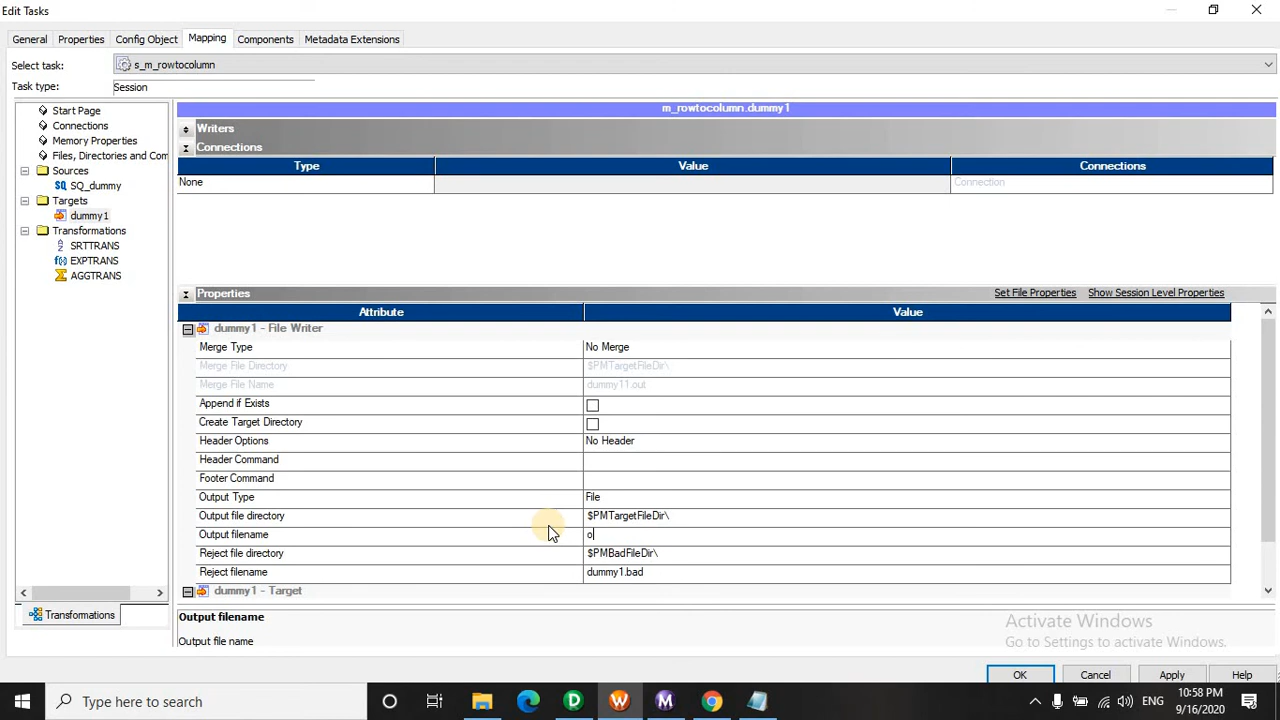 Edit Tasks
General Properties Config Object Mapping Components Metadata Extensions
Select task: s_m_rowtocolumn
Task type: Session
Start Page
Connections
Memory Properties
Files, Directories and Com
Sources
SQ_dummy
Targets
dummy1
Transformations
SRTTRANS
EXPTRANS
AGGTRANS
Transformations
m_rowtocolumn.dummy1
Writers
Connections
Type Value Connections
None Connection
Properties Set File Properties Show Session Level Properties
Attribute Value
dummy1 - File Writer
Merge Type No Merge
Merge File Directory $PMTargetFileDir\
Merge File Name dummy11.out
Append if Exists
Create Target Directory
Header Options No Header
Header Command
Footer Command
Output Type File
Output file directory $PMTargetFileDir\
Output filename o
Reject file directory $PMBadFileDir\
Reject filename dummy1.bad
dummy1 - Target
Output filename
Output file name
Activate Windows
Go to Settings to activate Windows.
OK Cancel Apply Help
Type here to search
ENG
10:58 PM
9/16/2020